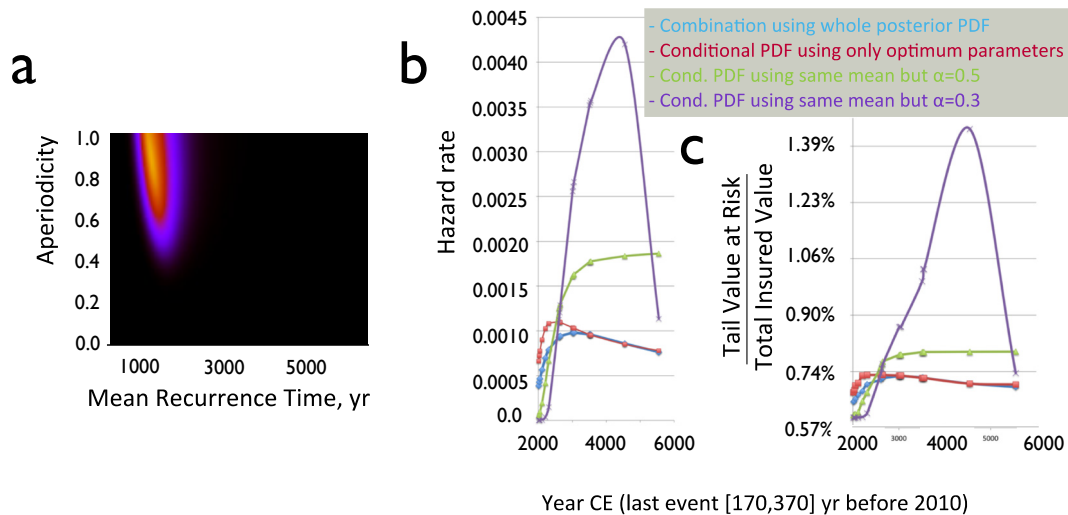 a
1.0
0.8
0.6
0.4
0.2
0.0
Aperiodicity
1000 3000 5000
Mean Recurrence Time, yr
b
0.0045
0.0040
0.0035
0.0030
0.0025
0.0020
0.0015
0.0010
0.0005
0.0
Hazard rate
2000 4000 6000
- Combination using whole posterior PDF
- Conditional PDF using only optimum parameters
- Cond. PDF using same mean but α=0.5
- Cond. PDF using same mean but α=0.3
c
1.39%
1.23%
1.06%
0.90%
0.74%
0.57%
Tail Value at Risk
Total Insured Value
2000 3000 4000 5000 6000
Year CE (last event [170,370] yr before 2010)